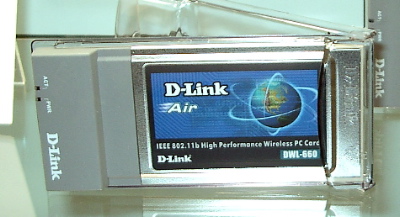 ACT.
PWR
D-Link
D-Link
Air
IEEE 802.11b High Performance Wireless PC Card
D-Link
DWL-660